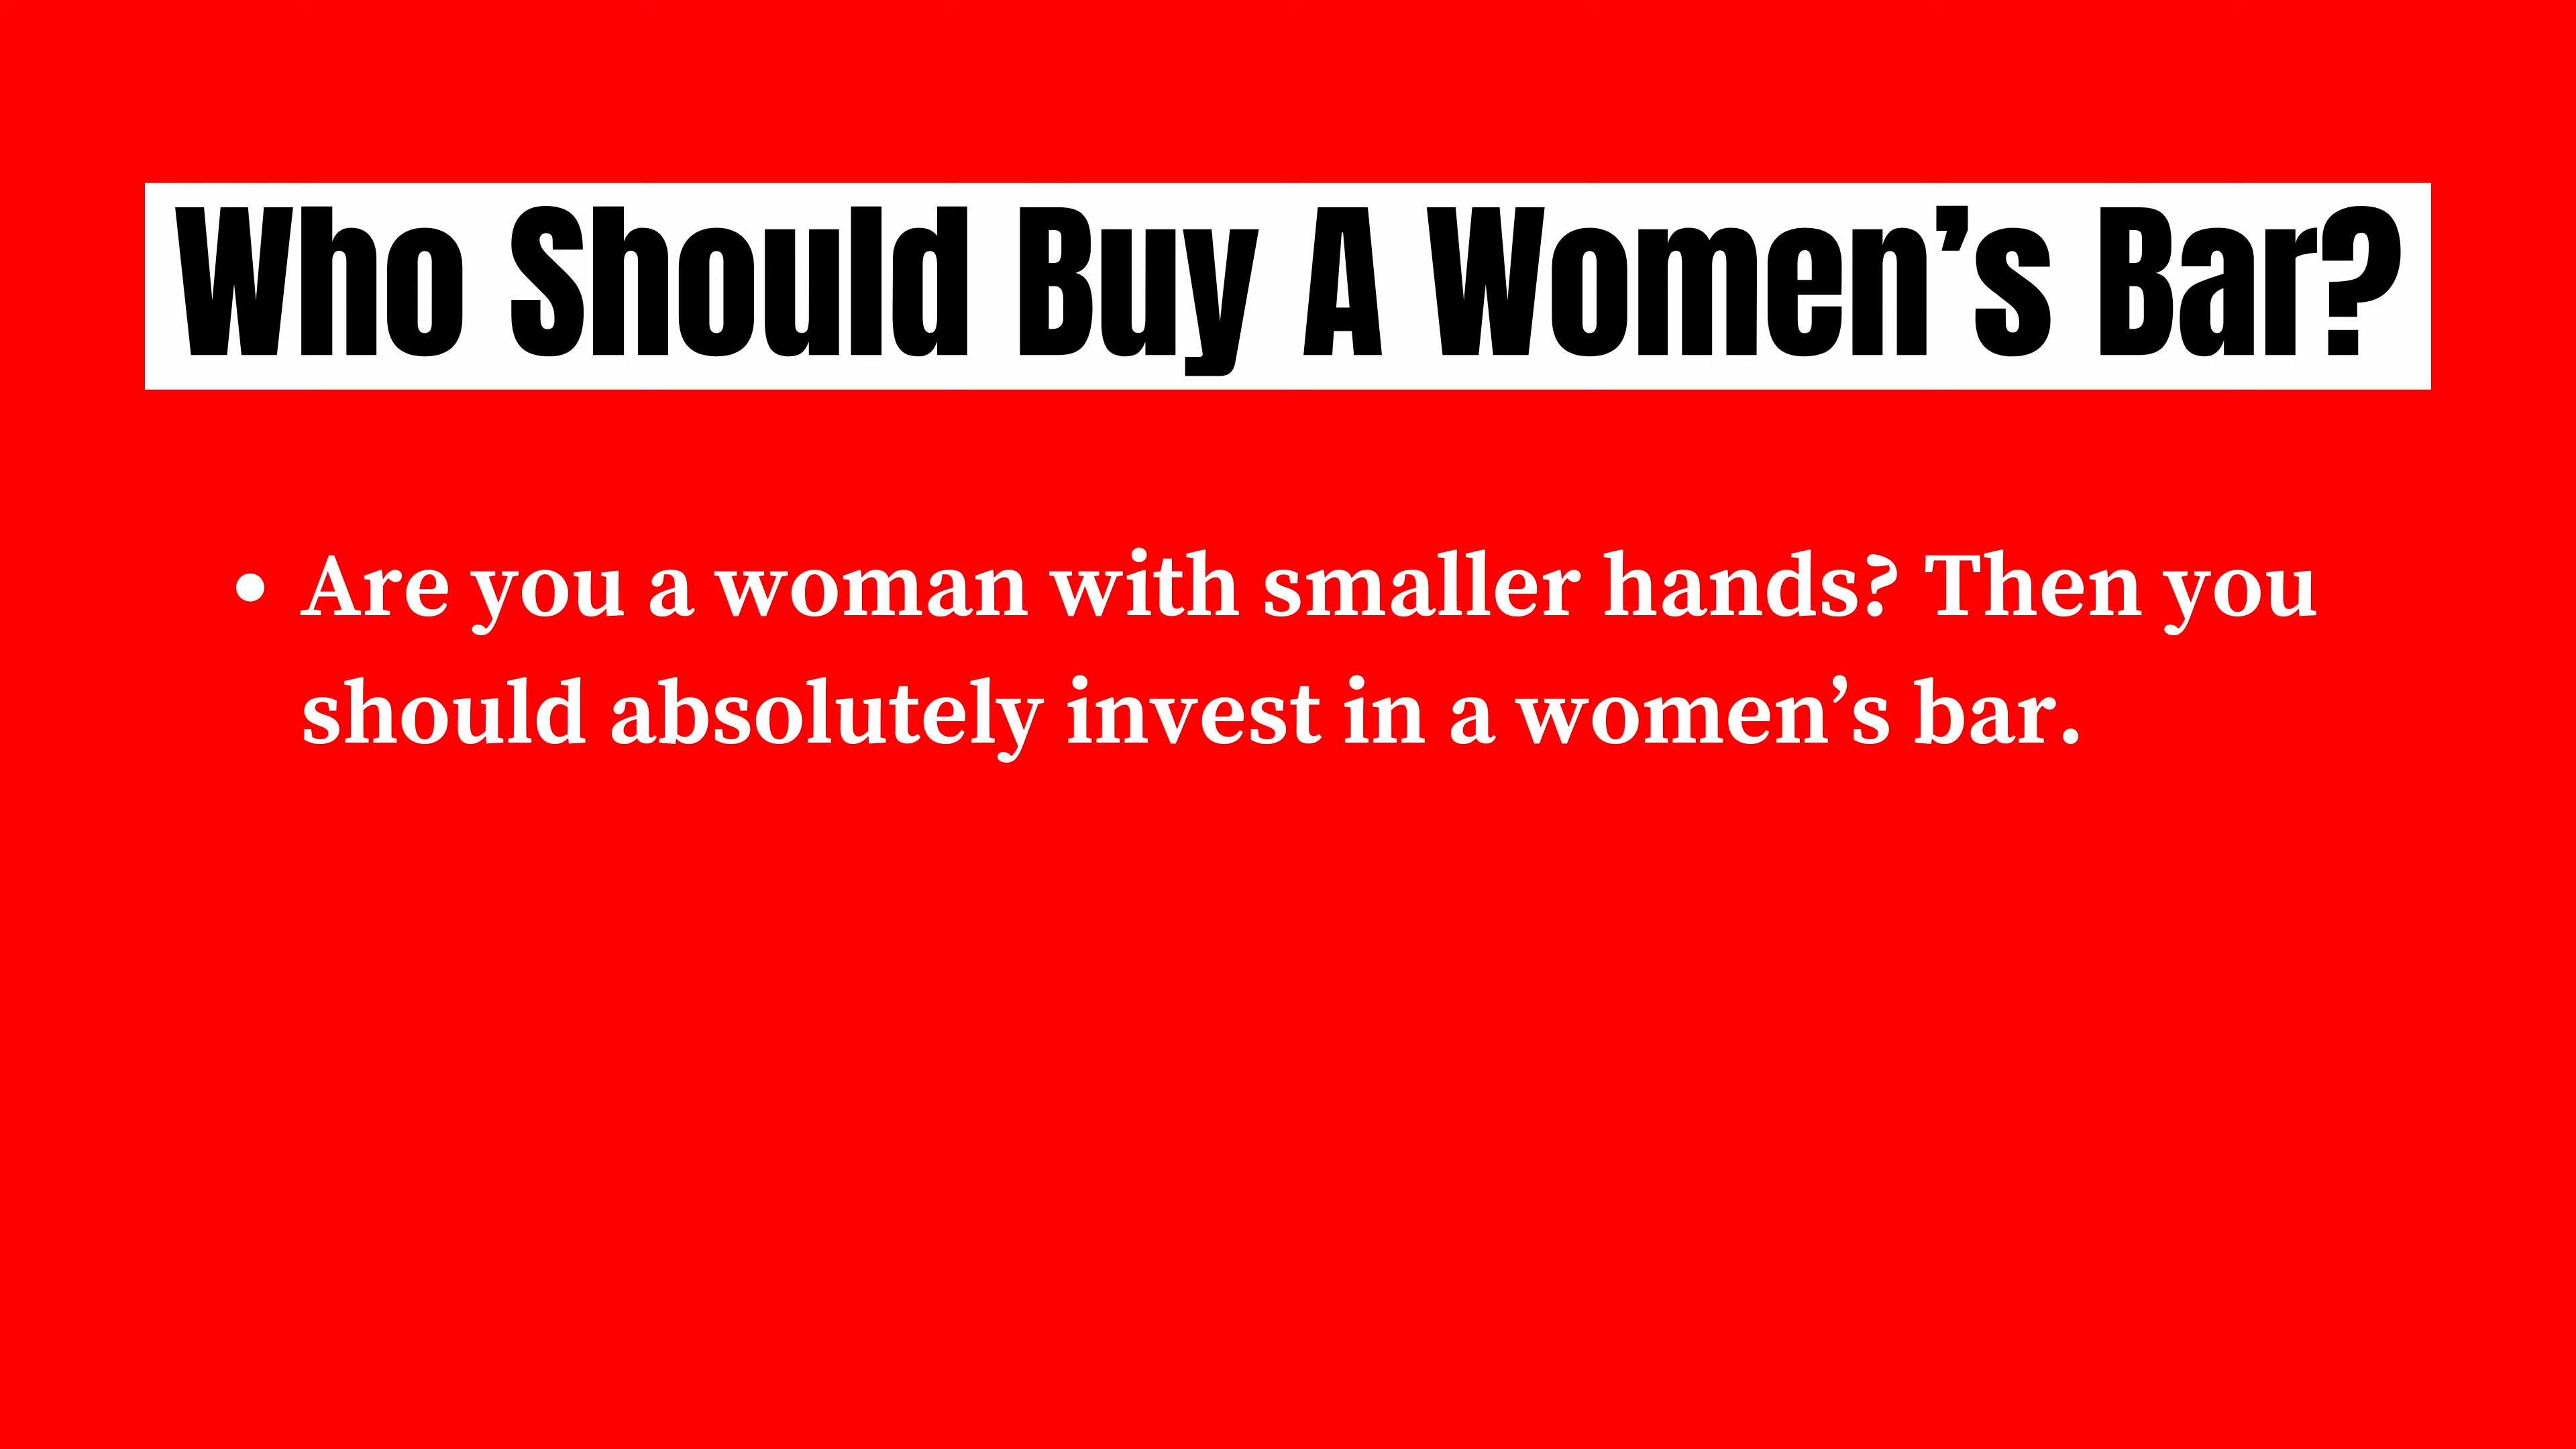 Who Should Buy A Women’s Bar?
• Are you a woman with smaller hands? Then you
should absolutely invest in a women’s bar.